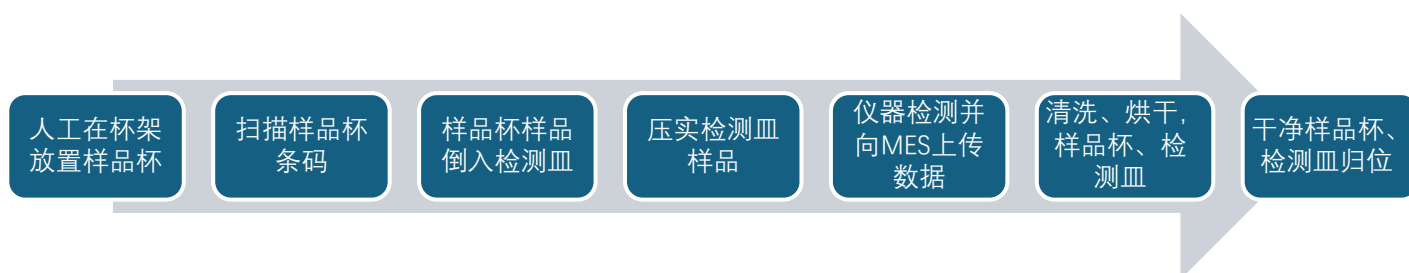 人工在杯架
放置样品杯
扫描样品杯
条码
样品杯样品
倒入检测皿
压实检测皿
样品
仪器检测并
向MES上传
数据
清洗、烘干,
样品杯、检
测皿
干净样品杯、
检测皿归位